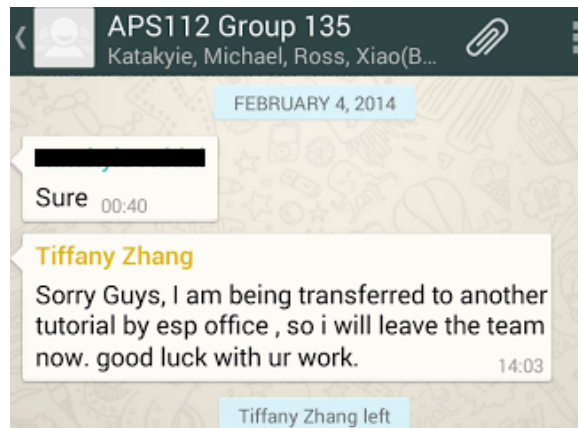 APS112 Group 135
Katakyie, Michael, Ross, Xiao(B...
FEBRUARY 4, 2014
Sure 00:40
Tiffany Zhang
Sorry Guys, I am being transferred to another
tutorial by esp office , so i will leave the team
now. good luck with ur work. 14:03
Tiffany Zhang left